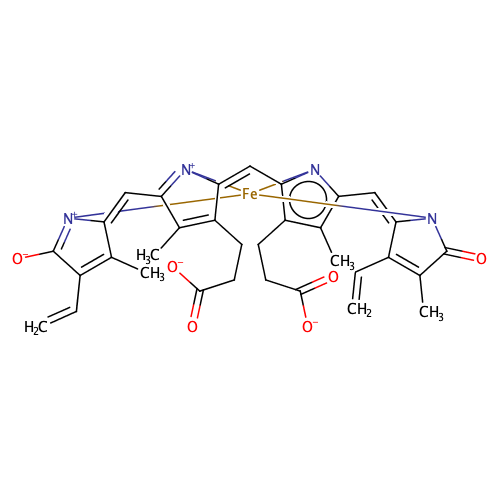 N+ N
Fe
N+ N
O- H3C O
CH3 O- O CH3
H2C O O- CH2 CH3